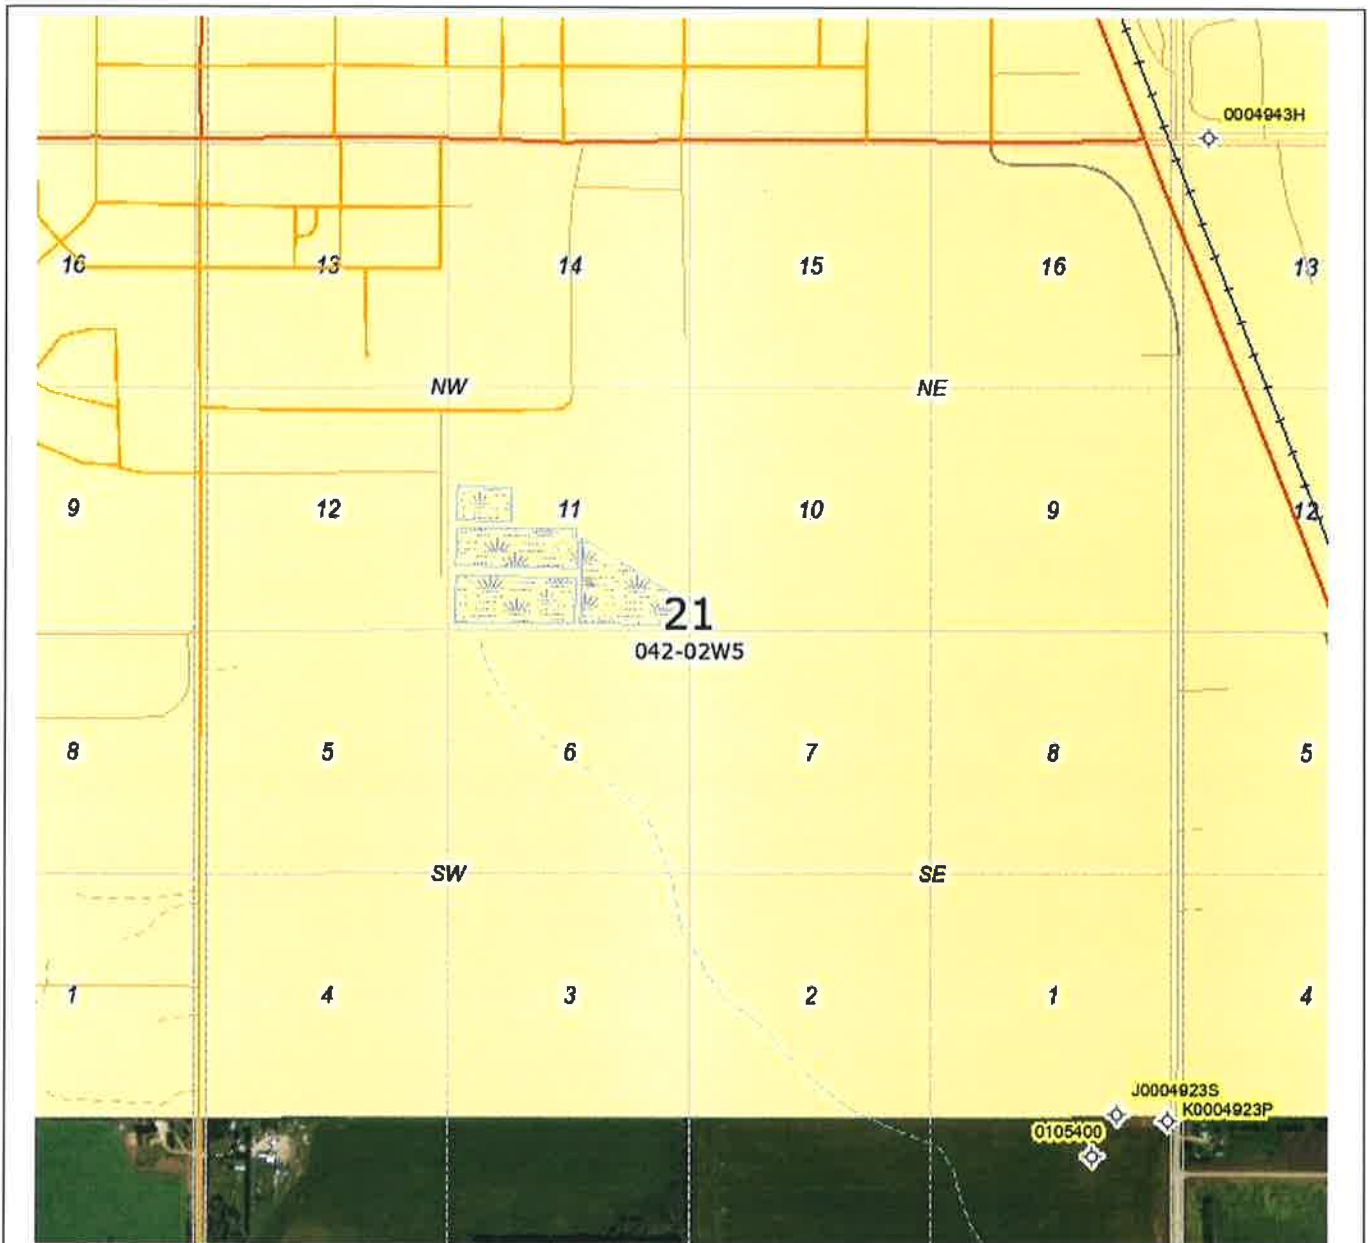 0004943H
16 13 14 15 16 13
NW NE
9 12 11 10 9 12
21
042-02W5
8 5 6 7 8 5
SW SE
1 4 3 2 1 4
J0004923S
K0004923P
0105400